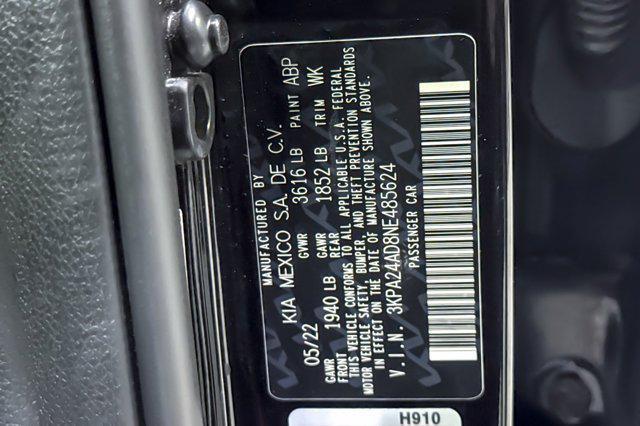 MANUFACTURED BY
KIA MEXICO S.A. DE C.V.
05/22 GVWR 3616 LB PAINT ABP
GAWR FRONT 1940 LB GAWR REAR 1852 LB TRIM WK
THIS VEHICLE CONFORMS TO ALL APPLICABLE U.S.A. FEDERAL
MOTOR VEHICLE SAFETY, BUMPER, AND THEFT PREVENTION STANDARDS
IN EFFECT ON THE DATE OF MANUFACTURE SHOWN ABOVE.
V.I.N. 3KPA24AD8NE485624
PASSENGER CAR
H910